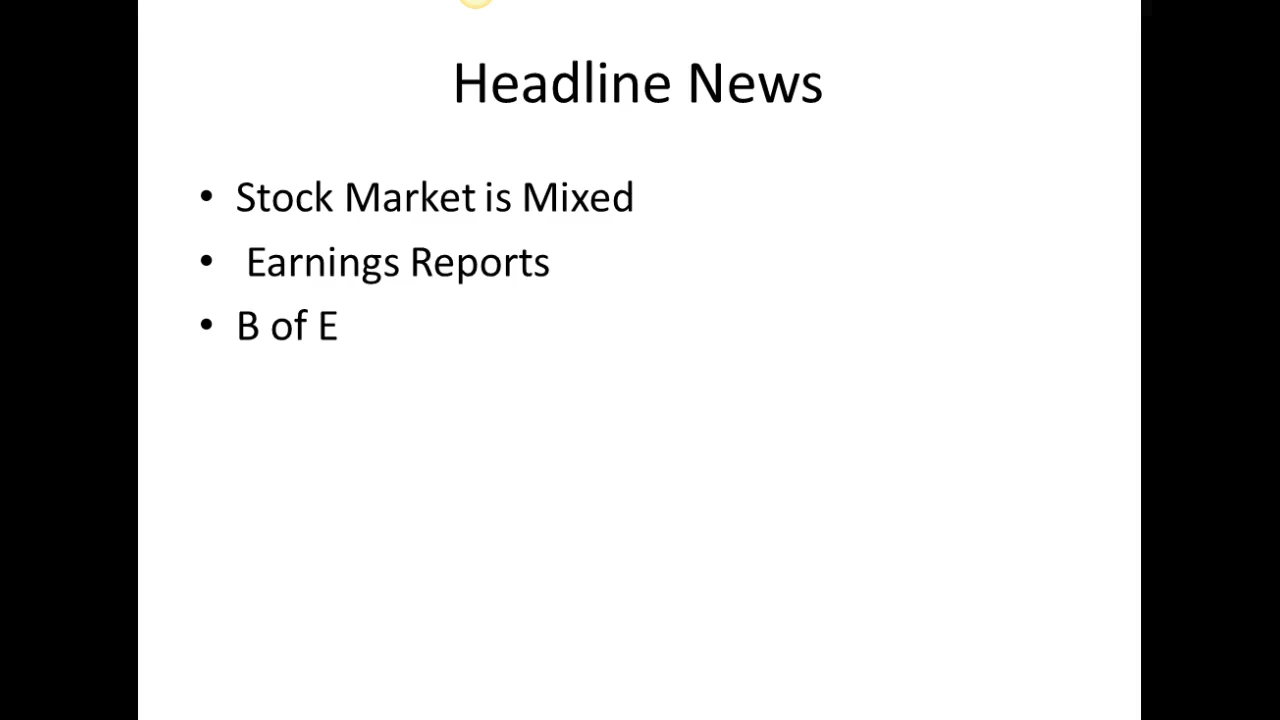 Headline News
• Stock Market is Mixed
• Earnings Reports
• B of E